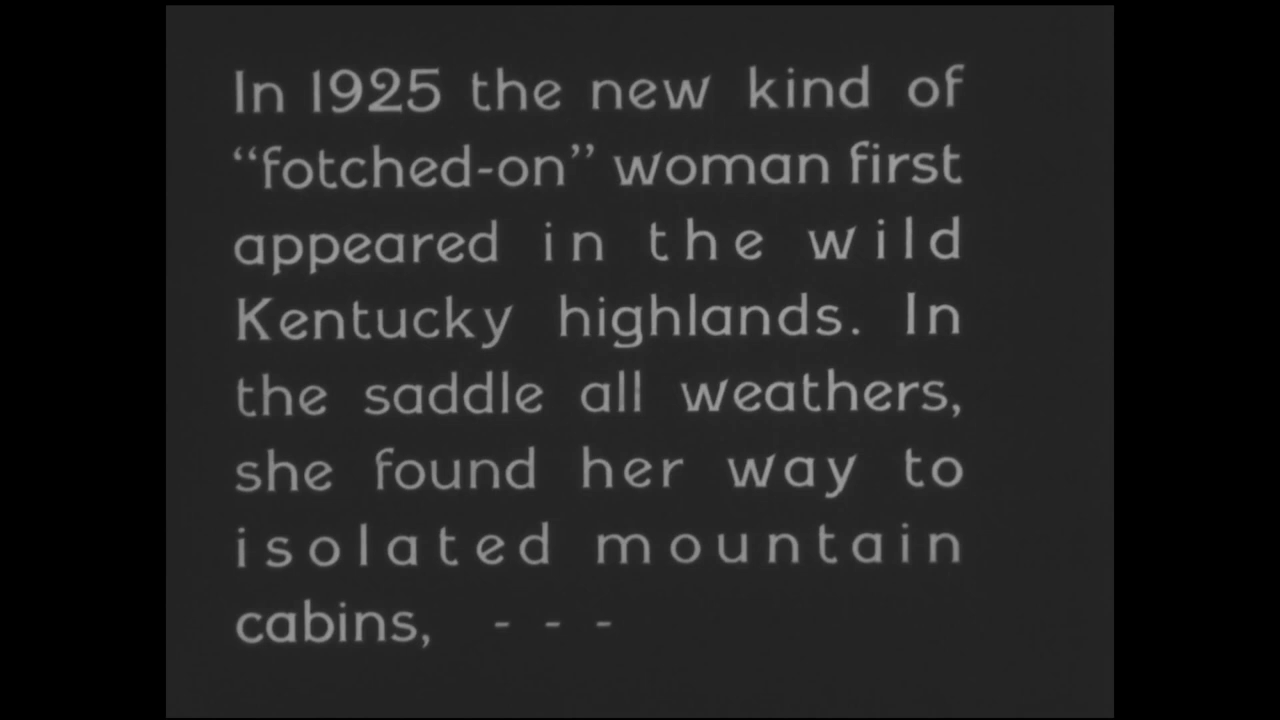 In 1925 the new kind of
“fotched-on” woman first
appeared in the wild
Kentucky highlands. In
the saddle all weathers,
she found her way to
isolated mountain
cabins, - - -